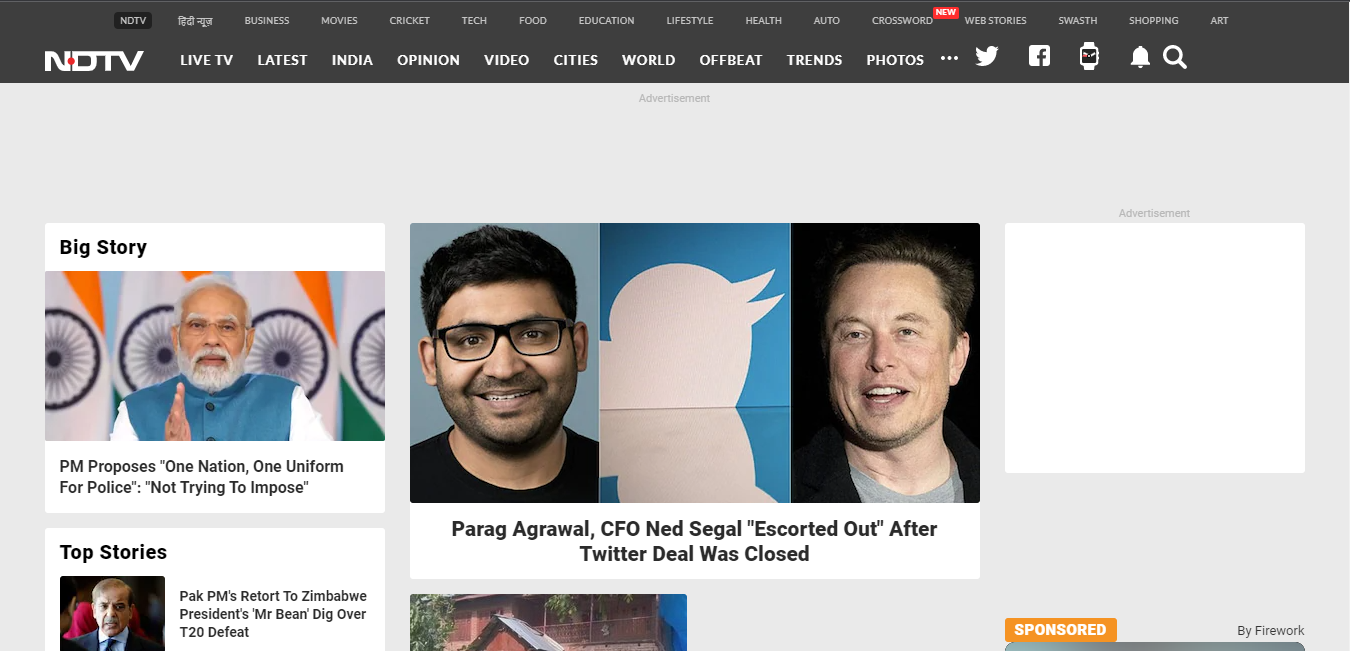 NDTV हिंदी न्यूज़ BUSINESS MOVIES CRICKET TECH FOOD EDUCATION LIFESTYLE HEALTH AUTO CROSSWORD NEW WEB STORIES SWASTH SHOPPING ART
NDTV LIVE TV LATEST INDIA OPINION VIDEO CITIES WORLD OFFBEAT TRENDS PHOTOS
Advertisement
Advertisement
Big Story
PM Proposes "One Nation, One Uniform
For Police": "Not Trying To Impose"
Top Stories
Pak PM's Retort To Zimbabwe
President's 'Mr Bean' Dig Over
T20 Defeat
Parag Agrawal, CFO Ned Segal "Escorted Out" After
Twitter Deal Was Closed
SPONSORED By Firework